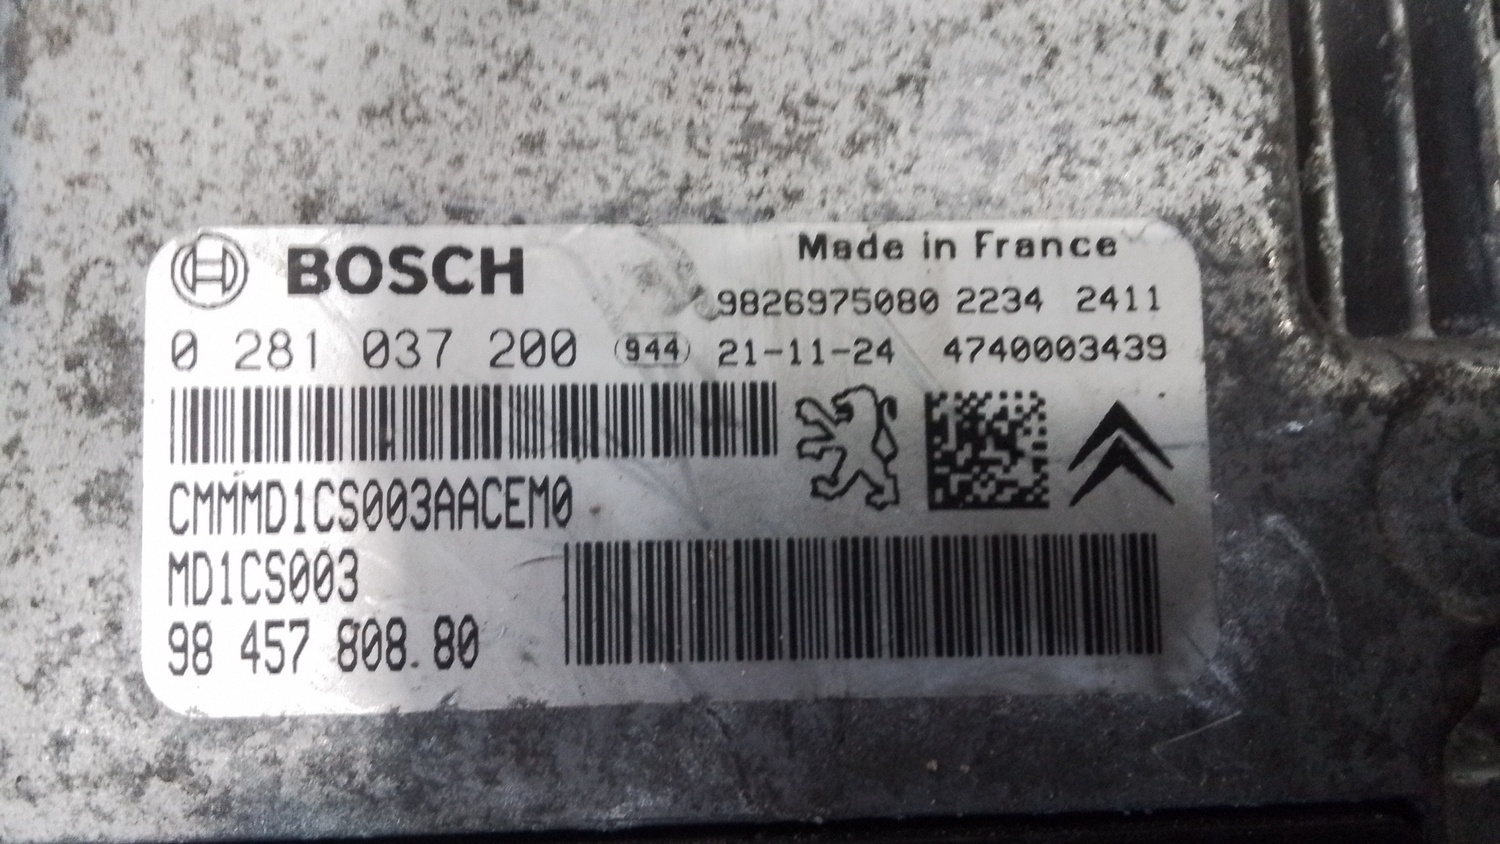 BOSCH
Made in France
9826975080 2234 2411
0 281 037 200 944 21-11-24 4740003439
CMMMD1CS003AACEM0
MD1CS003
98 457 808.80